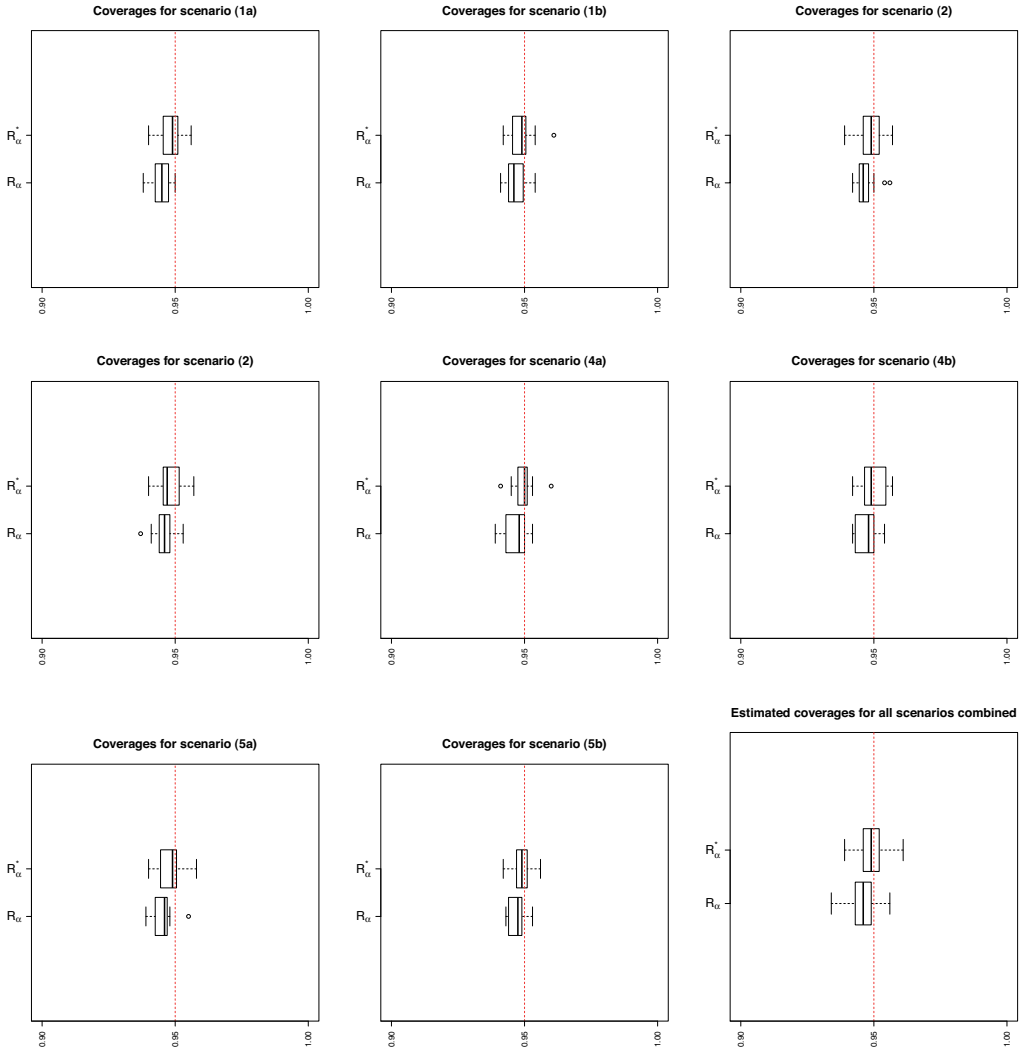 Coverages for scenario (1a)
R*α
Rα
0.90
0.95
1.00
Coverages for scenario (1b)
R*α
Rα
0.90
0.95
1.00
Coverages for scenario (2)
R*α
Rα
0.90
0.95
1.00
Coverages for scenario (2)
R*α
Rα
0.90
0.95
1.00
Coverages for scenario (4a)
R*α
Rα
0.90
0.95
1.00
Coverages for scenario (4b)
R*α
Rα
0.90
0.95
1.00
Coverages for scenario (5a)
R*α
Rα
0.90
0.95
1.00
Coverages for scenario (5b)
R*α
Rα
0.90
0.95
1.00
Estimated coverages for all scenarios combined
R*α
Rα
0.90
0.95
1.00